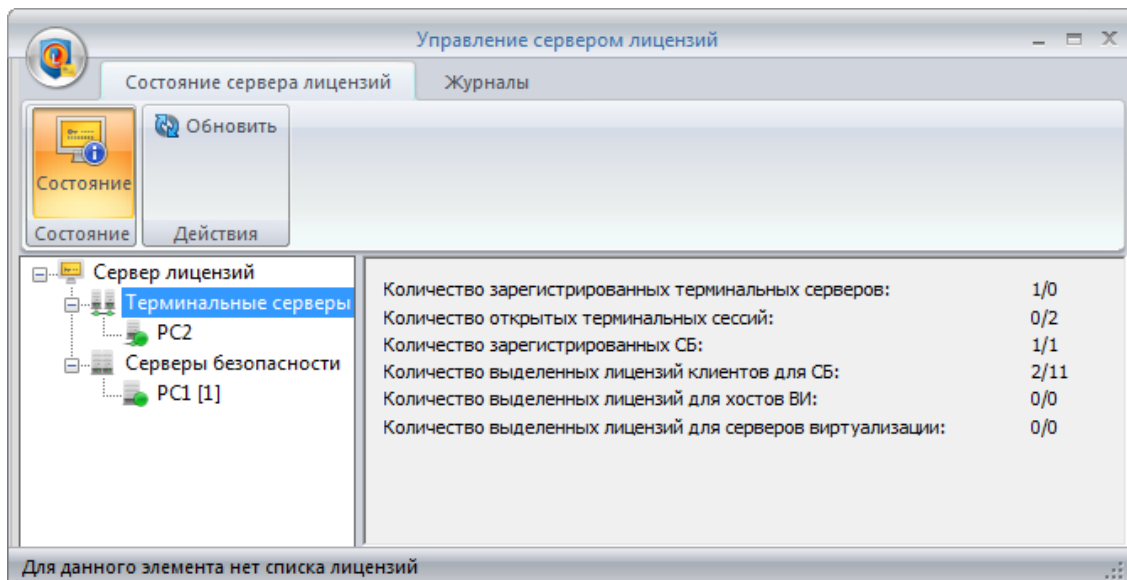 Управление сервером лицензий
Состояние сервера лицензий Журналы
Состояние
Обновить
Состояние Действия
Сервер лицензий
Терминальные серверы
PC2
Серверы безопасности
PC1 [1]
Количество зарегистрированных терминальных серверов: 1/0
Количество открытых терминальных сессий: 0/2
Количество зарегистрированных СБ: 1/1
Количество выделенных лицензий клиентов для СБ: 2/11
Количество выделенных лицензий для хостов ВИ: 0/0
Количество выделенных лицензий для серверов виртуализации: 0/0
Для данного элемента нет списка лицензий